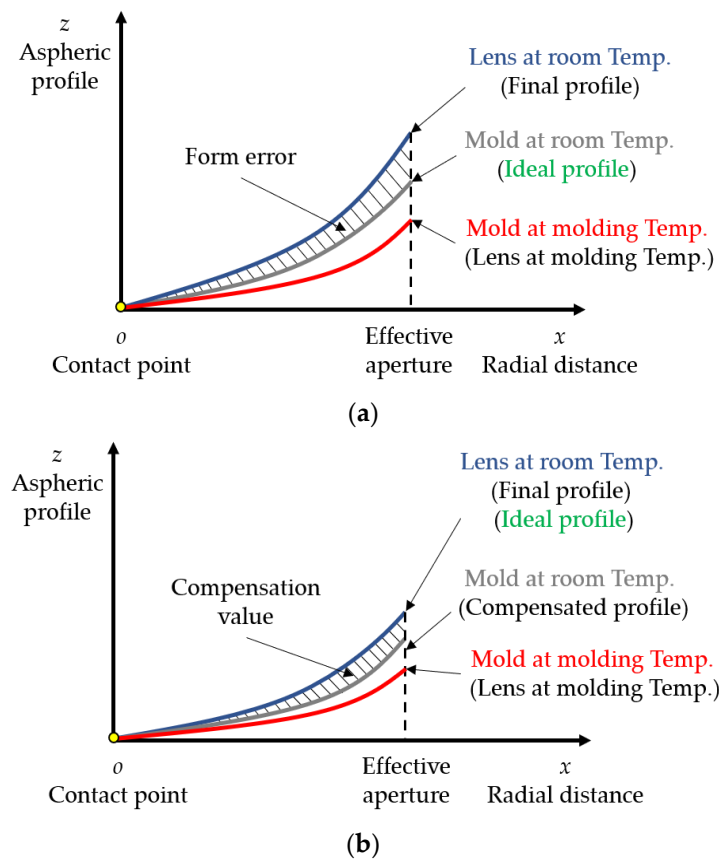 z
Aspheric
profile
Lens at room Temp.
(Final profile)
Form error
Mold at room Temp.
(Ideal profile)
Mold at molding Temp.
(Lens at molding Temp.)
o
Contact point
Effective
aperture
x
Radial distance
(a)
z
Aspheric
profile
Lens at room Temp.
(Final profile)
(Ideal profile)
Compensation
value
Mold at room Temp.
(Compensated profile)
Mold at molding Temp.
(Lens at molding Temp.)
o
Contact point
Effective
aperture
x
Radial distance
(b)